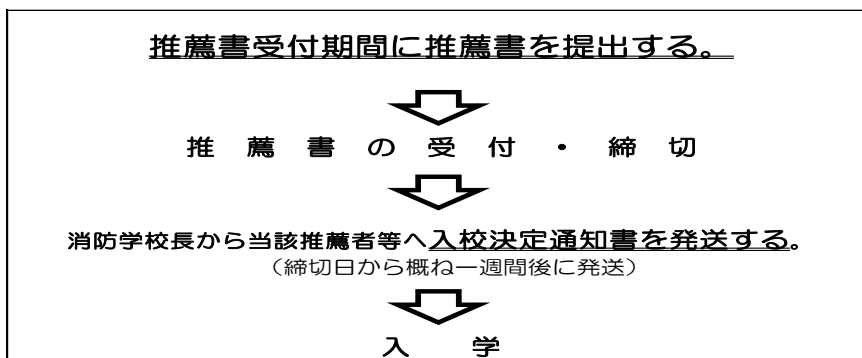 推薦書受付期間に推薦書を提出する。
推薦書の受付・締切
消防学校長から当該推薦者等へ入校決定通知書を発送する。
（締切日から概ね一週間後に発送）
入学